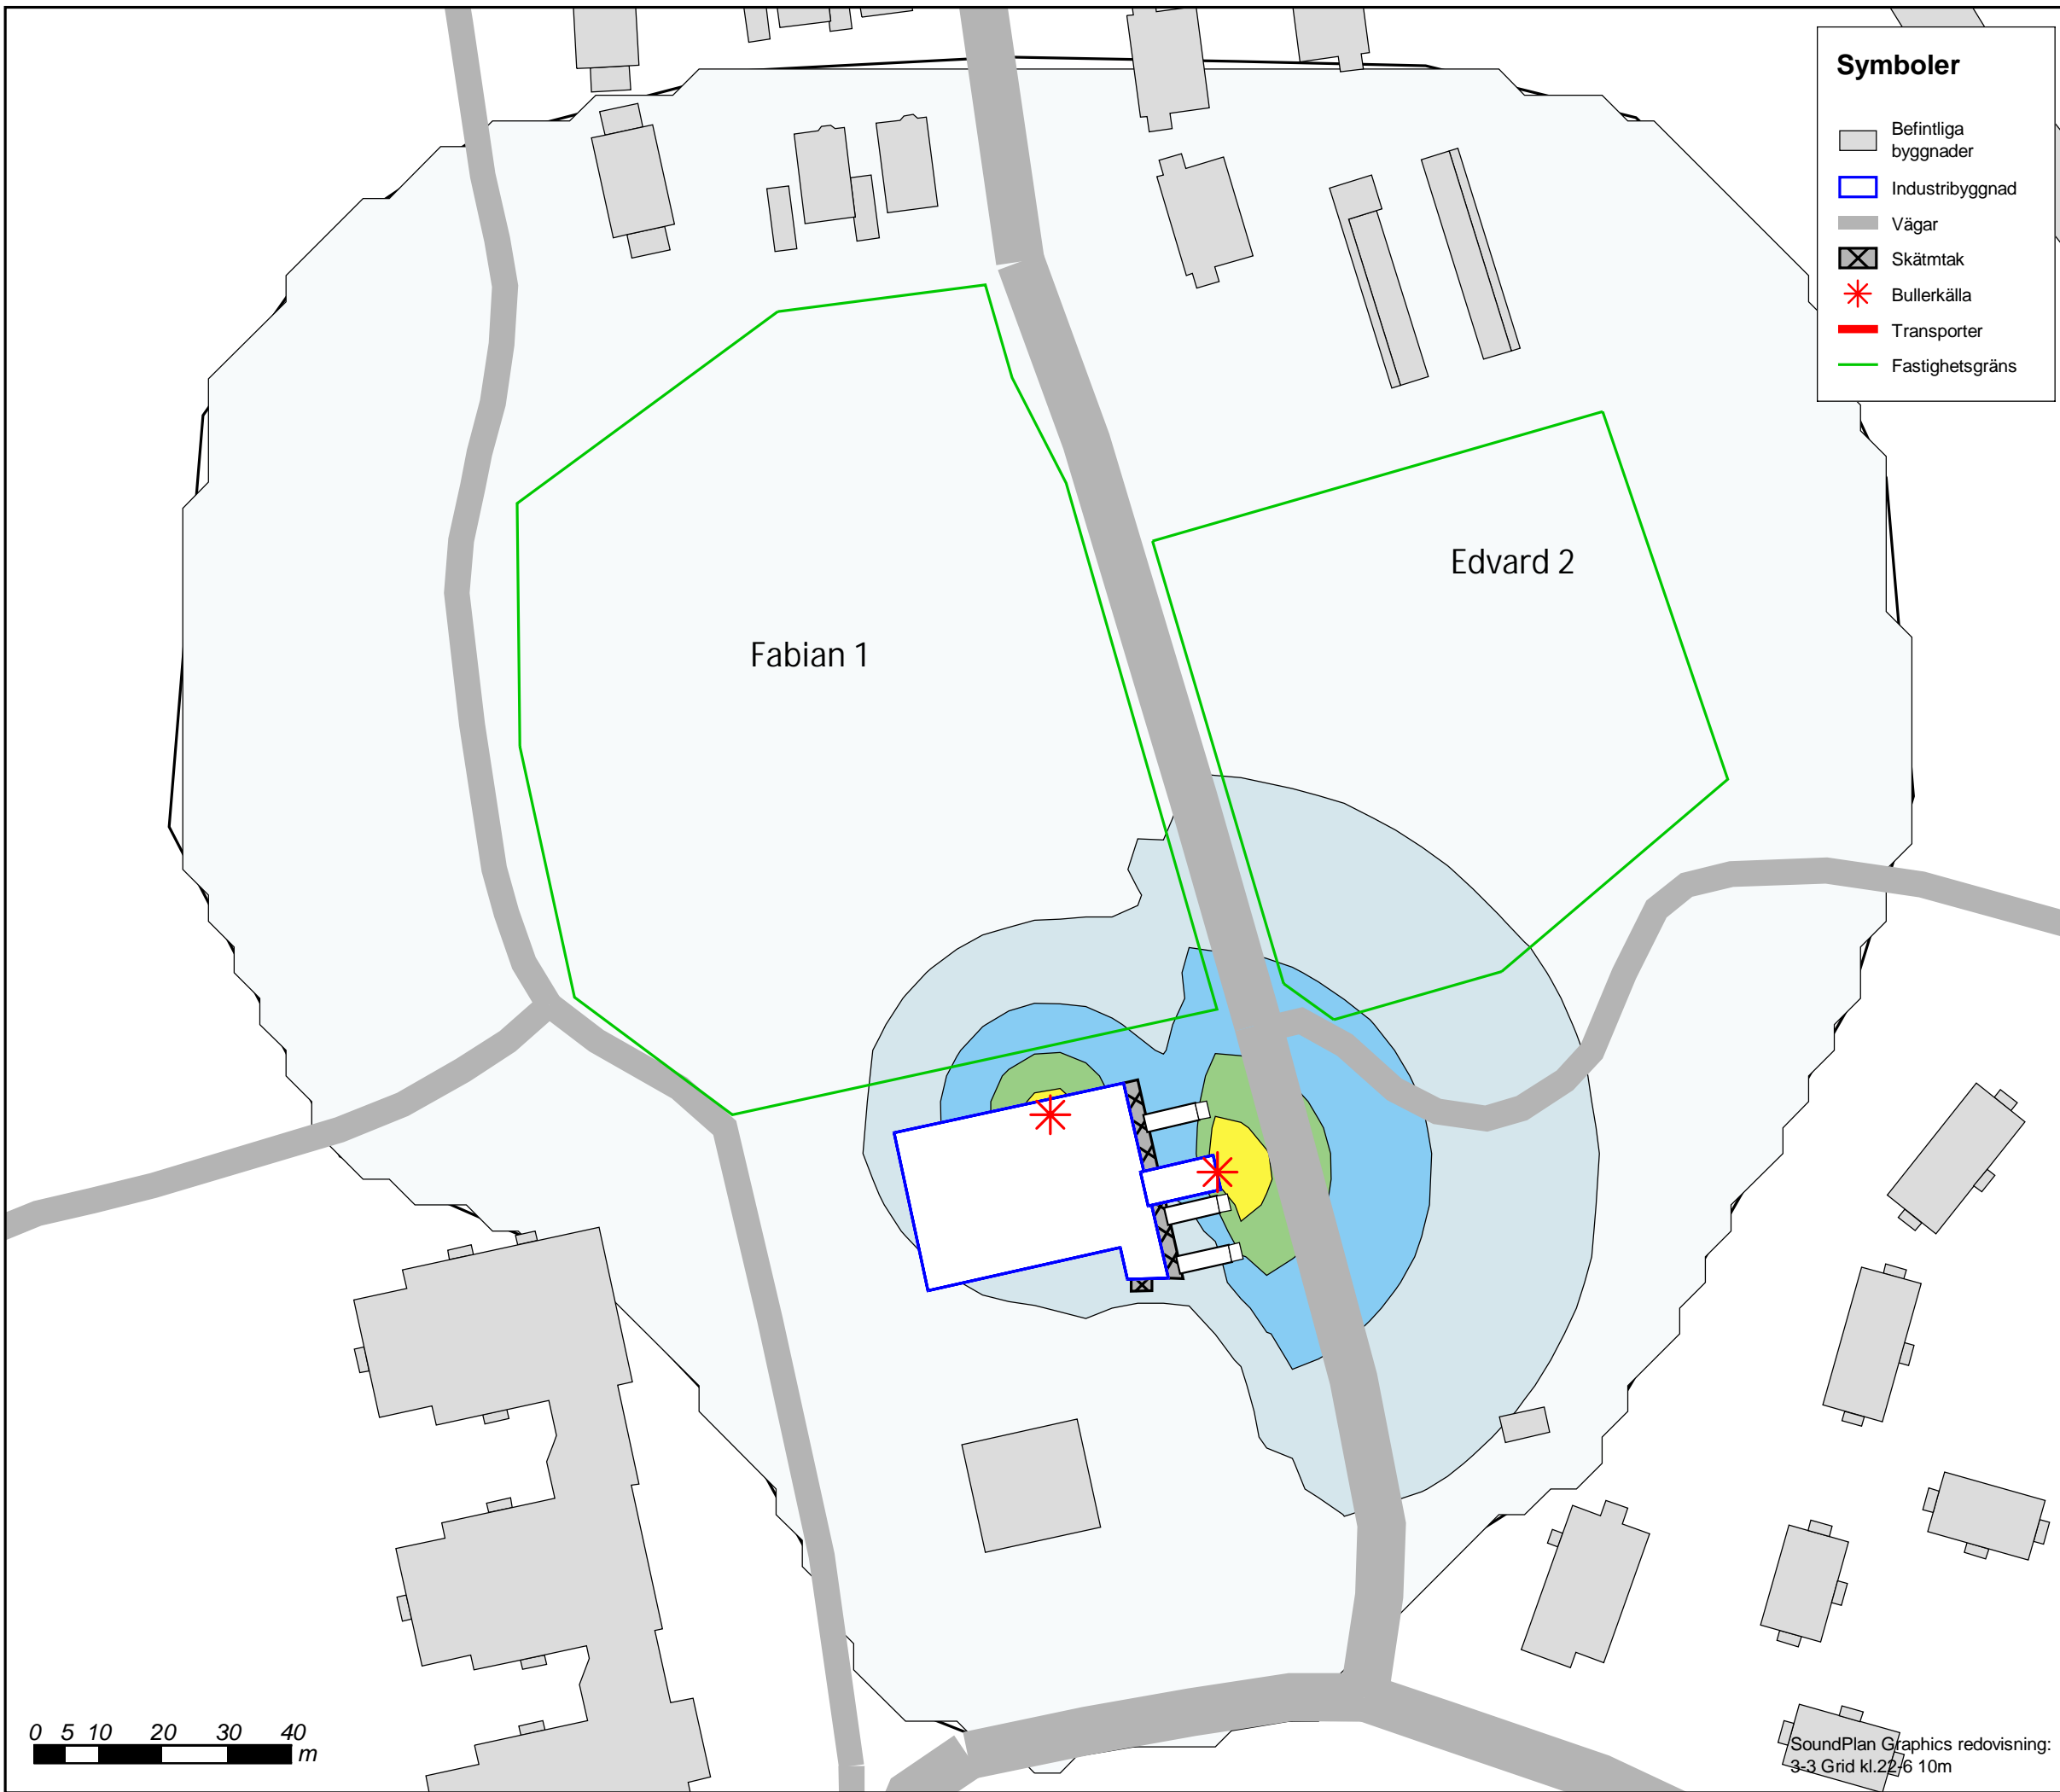 Symboler
Befintliga
byggnader
Industribyggnad
Vägar
Skätmtak
Bullerkälla
Transporter
Fastighetsgräns
Edvard 2
Fabian 1
0 5 10 20 30 40
m
SoundPlan Graphics redovisning:
3-3 Grid kl.22-6 10m